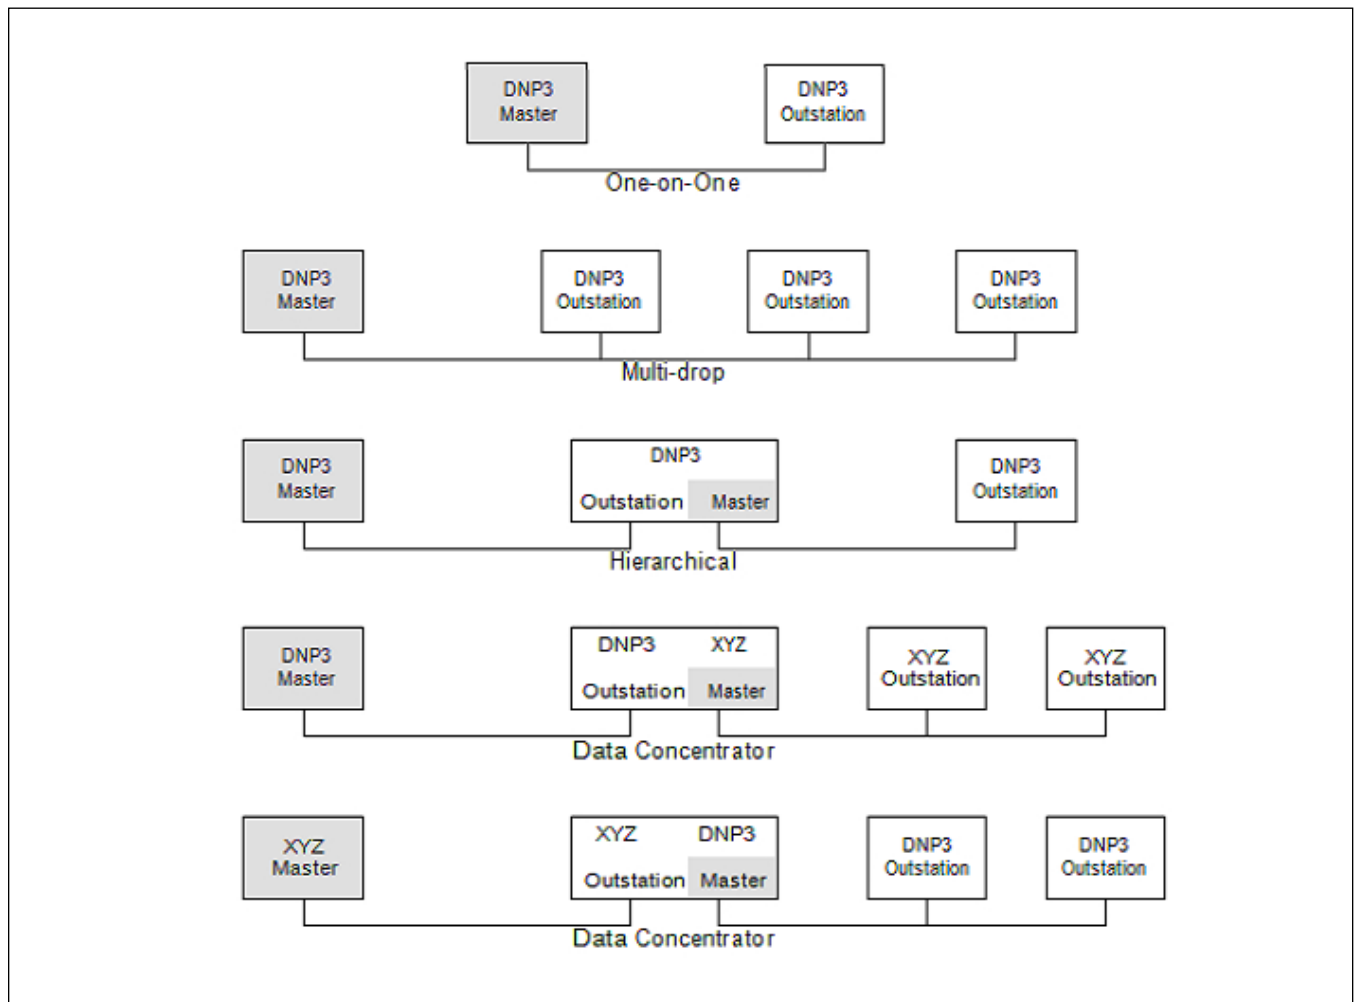 DNP3
Master
DNP3
Outstation
One-on-One
DNP3
Master
DNP3
Outstation
DNP3
Outstation
DNP3
Outstation
Multi-drop
DNP3
Master
DNP3
Outstation
Master
DNP3
Outstation
Hierarchical
DNP3
Master
DNP3
XYZ
Outstation
Master
XYZ
Outstation
XYZ
Outstation
Data Concentrator
XYZ
Master
XYZ
DNP3
Outstation
Master
DNP3
Outstation
DNP3
Outstation
Data Concentrator